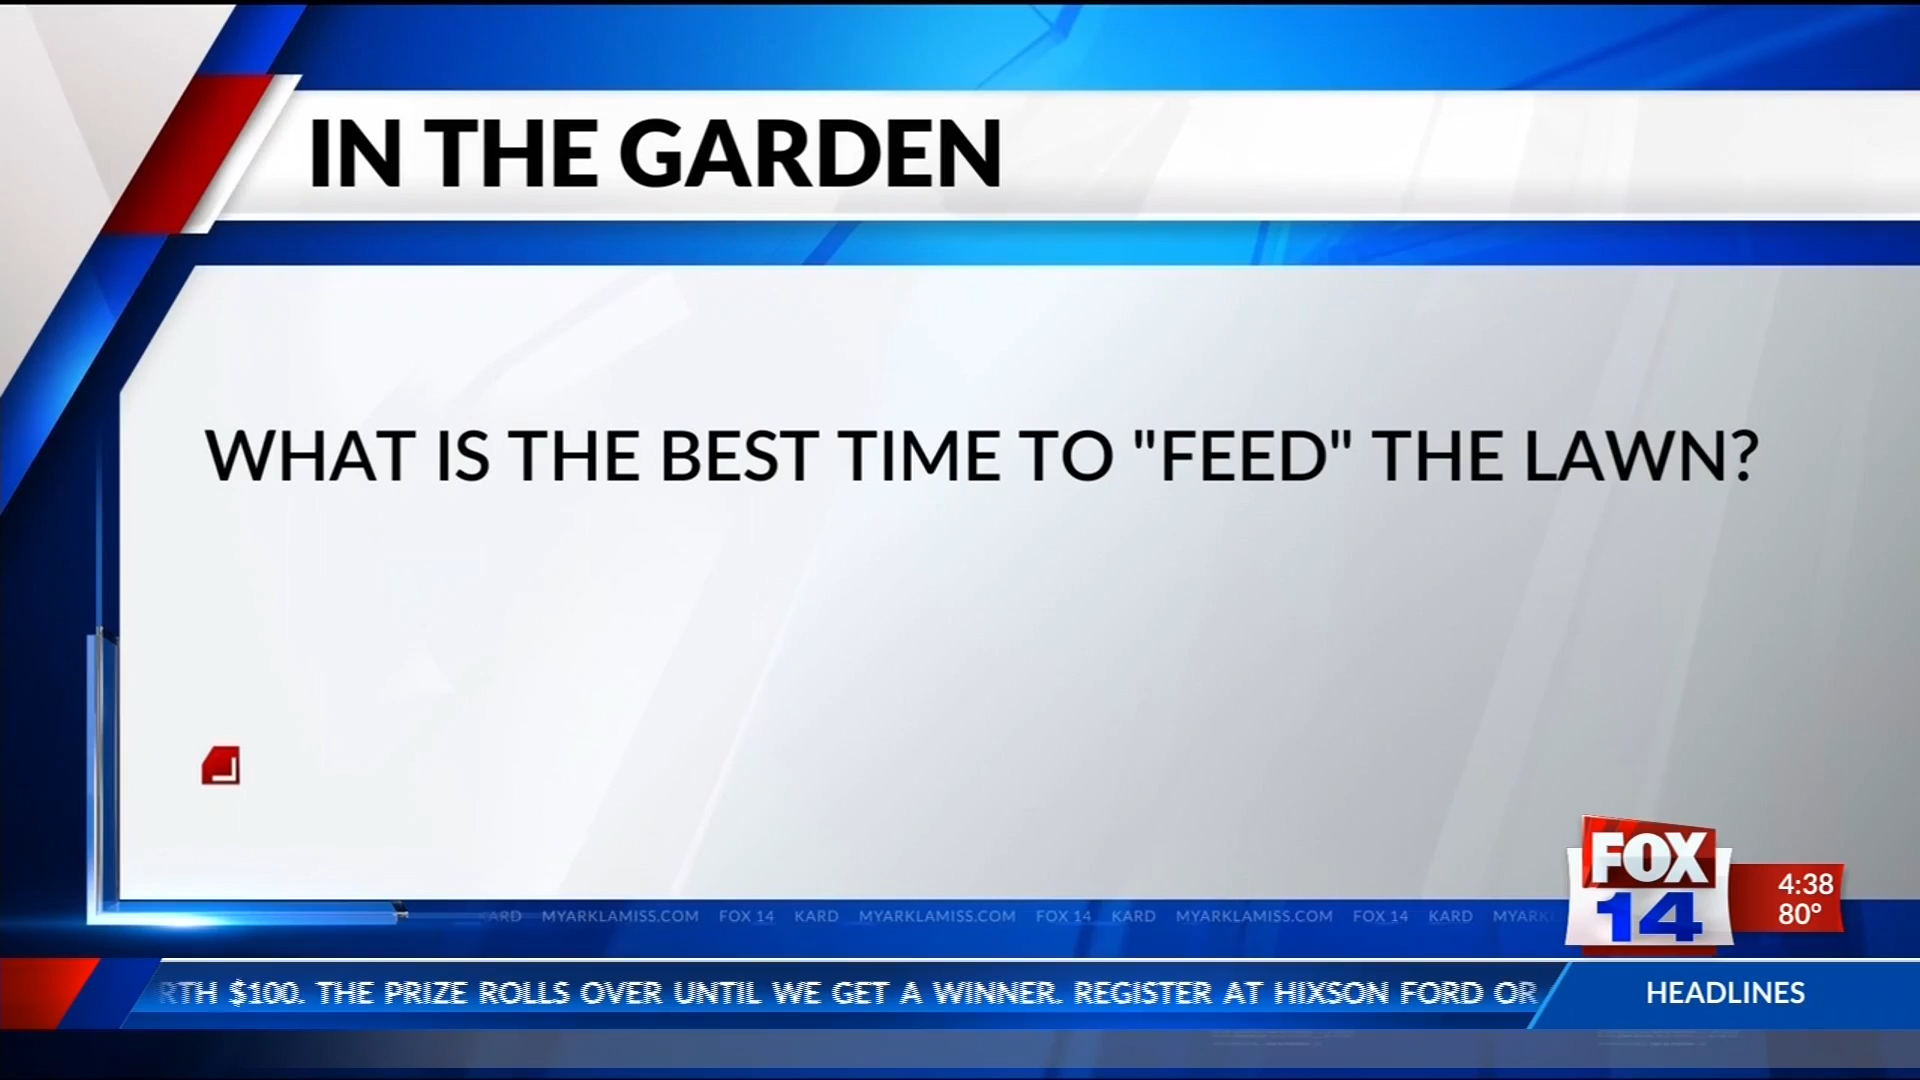 IN THE GARDEN
WHAT IS THE BEST TIME TO "FEED" THE LAWN?
FOX
14
4:38
80°
MYARKLAMISS.COM FOX 14 KARD MYARKLAMISS.COM FOX 14 KARD MYARKLAMISS.COM FOX 14 KARD
$100. THE PRIZE ROLLS OVER UNTIL WE GET A WINNER. REGISTER AT HIXSON FORD OR
HEADLINES